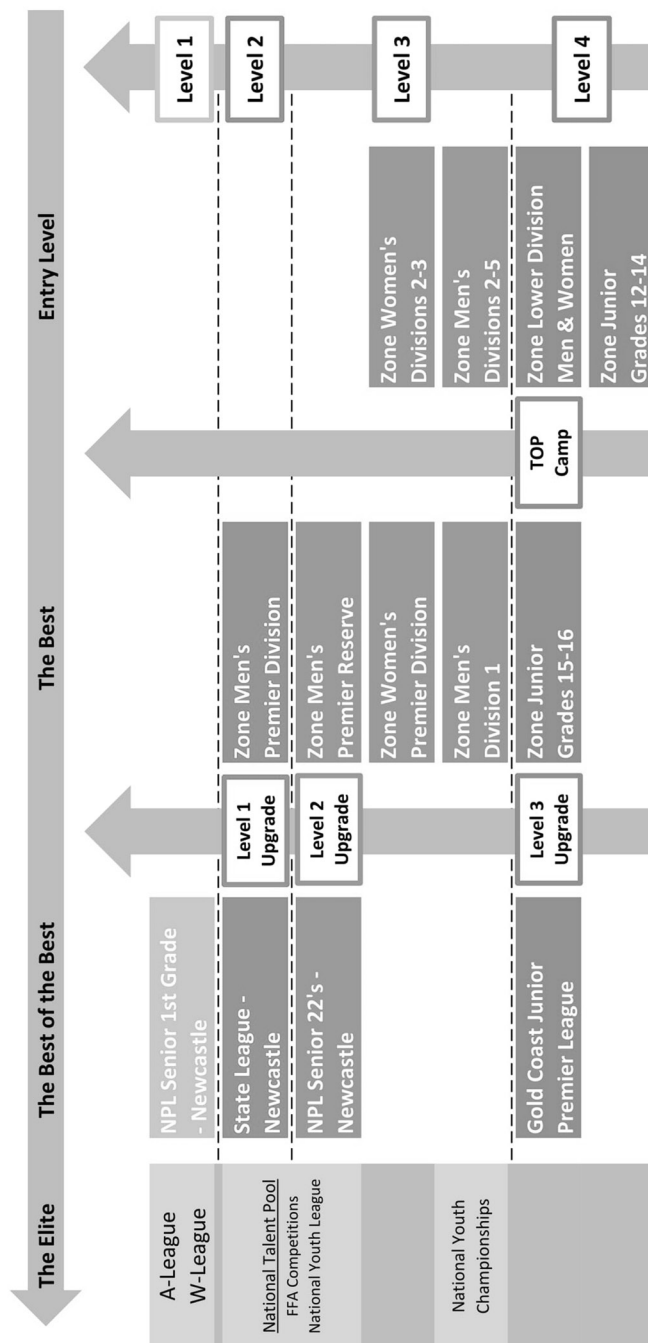 The Elite
The Best of the Best
The Best
Entry Level
A-League
W-League
NPL Senior 1st Grade
- Newcastle
Level 1
National Talent Pool
FFA Competitions
National Youth League
State League -
Newcastle
Level 1
Upgrade
Zone Men's
Premier Division
Level 2
NPL Senior 22's -
Newcastle
Level 2
Upgrade
Zone Men's
Premier Reserve
Zone Women's
Premier Division
Zone Women's
Divisions 2-3
Level 3
National Youth
Championships
Zone Men's
Division 1
Zone Men's
Divisions 2-5
Gold Coast Junior
Premier League
Level 3
Upgrade
Zone Junior
Grades 15-16
TOP
Camp
Zone Lower Division
Men & Women
Level 4
Zone Junior
Grades 12-14